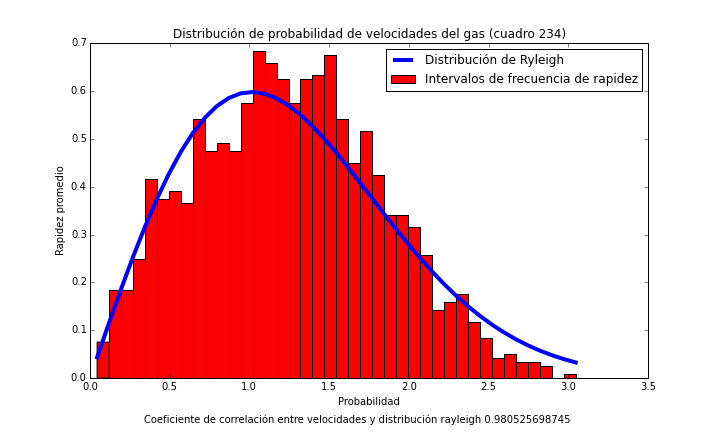 Distribución de probabilidad de velocidades del gas (cuadro 234)
0.7
0.6
0.5
0.4
0.3
0.2
0.1
0.0
Rapidez promedio
Distribución de Ryleigh
Intervalos de frecuencia de rapidez
0.0 0.5 1.0 1.5 2.0 2.5 3.0 3.5
Probabilidad
Coeficiente de correlación entre velocidades y distribución rayleigh 0.980525698745